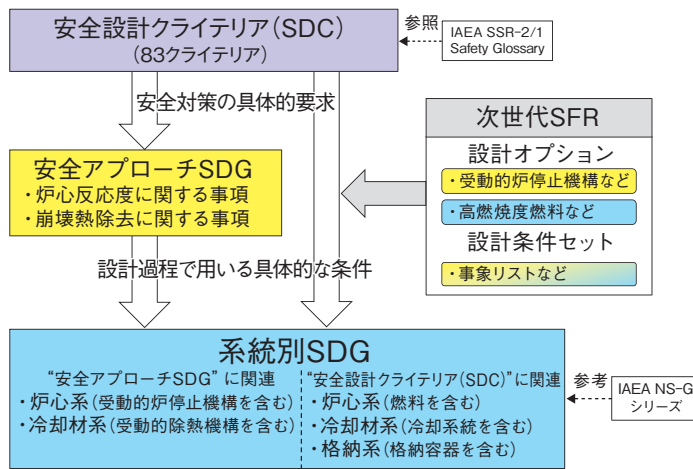 安全設計クライテリア(SDC)
(83クライテリア)
参照
IAEA SSR-2/1
Safety Glossary
安全対策の具体的要求
次世代SFR
設計オプション
・受動的炉停止機構など
・高燃焼度燃料など
設計条件セット
・事象リストなど
安全アプローチSDG
・炉心反応度に関する事項
・崩壊熱除去に関する事項
設計過程で用いる具体的な条件
系統別SDG
“安全アプローチSDG”に関連
・炉心系(受動的炉停止機構を含む)
・冷却材系(受動的除熱機構を含む)
“安全設計クライテリア(SDC)”に関連
・炉心系(燃料を含む)
・冷却材系(冷却系統を含む)
・格納系(格納容器を含む)
参考
IAEA NS-G
シリーズ